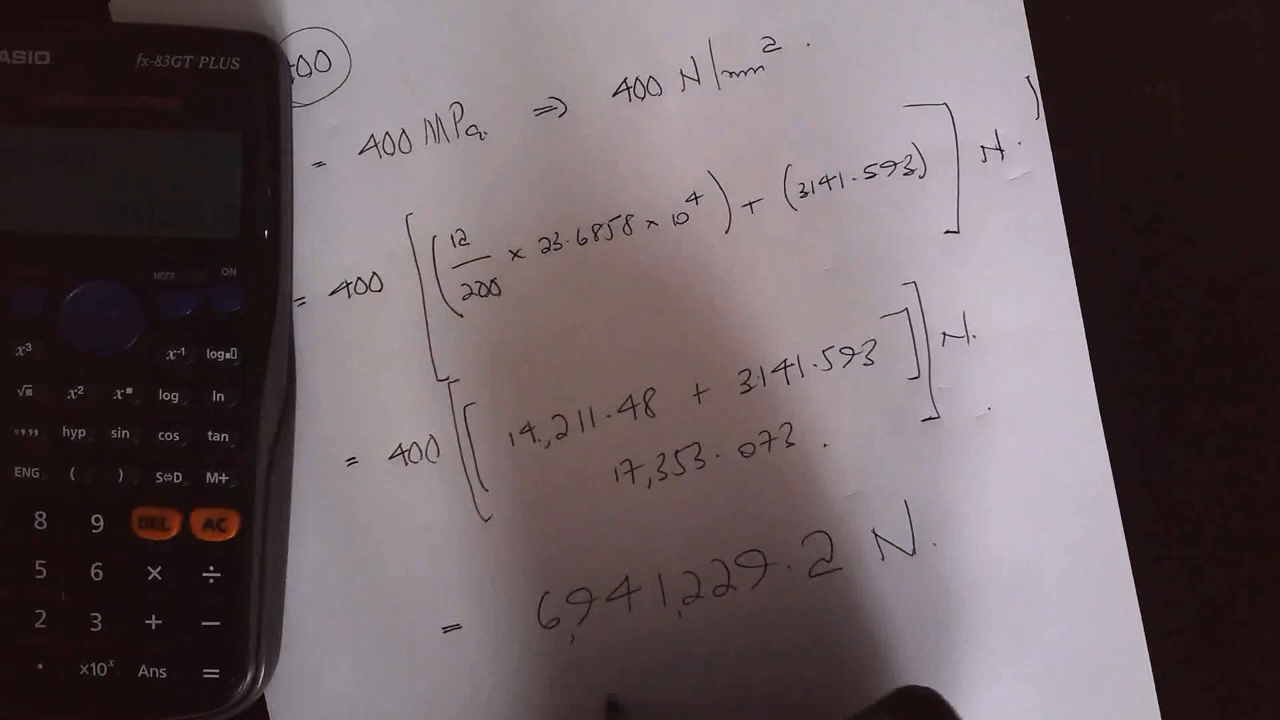 ASIO
fx-83GT PLUS
00
= 400 MPa. ⇒ 400 N/mm² .
= 400 [(12/200 × 23.6858 × 10⁴) + (3141.593)] N. )
= 400 [[ 14,211.48 + 3141.593 ]] N.
17,353.073 .
= 6,941,229.2 N.
MODE ON
x³ x⁻¹ log▪▯
√▪ x² x▪ log ln
°′″ hyp sin cos tan
ENG ( ) S⇔D M+
8 9 DEL AC
5 6 × ÷
2 3 + −
. ×10ˣ Ans =